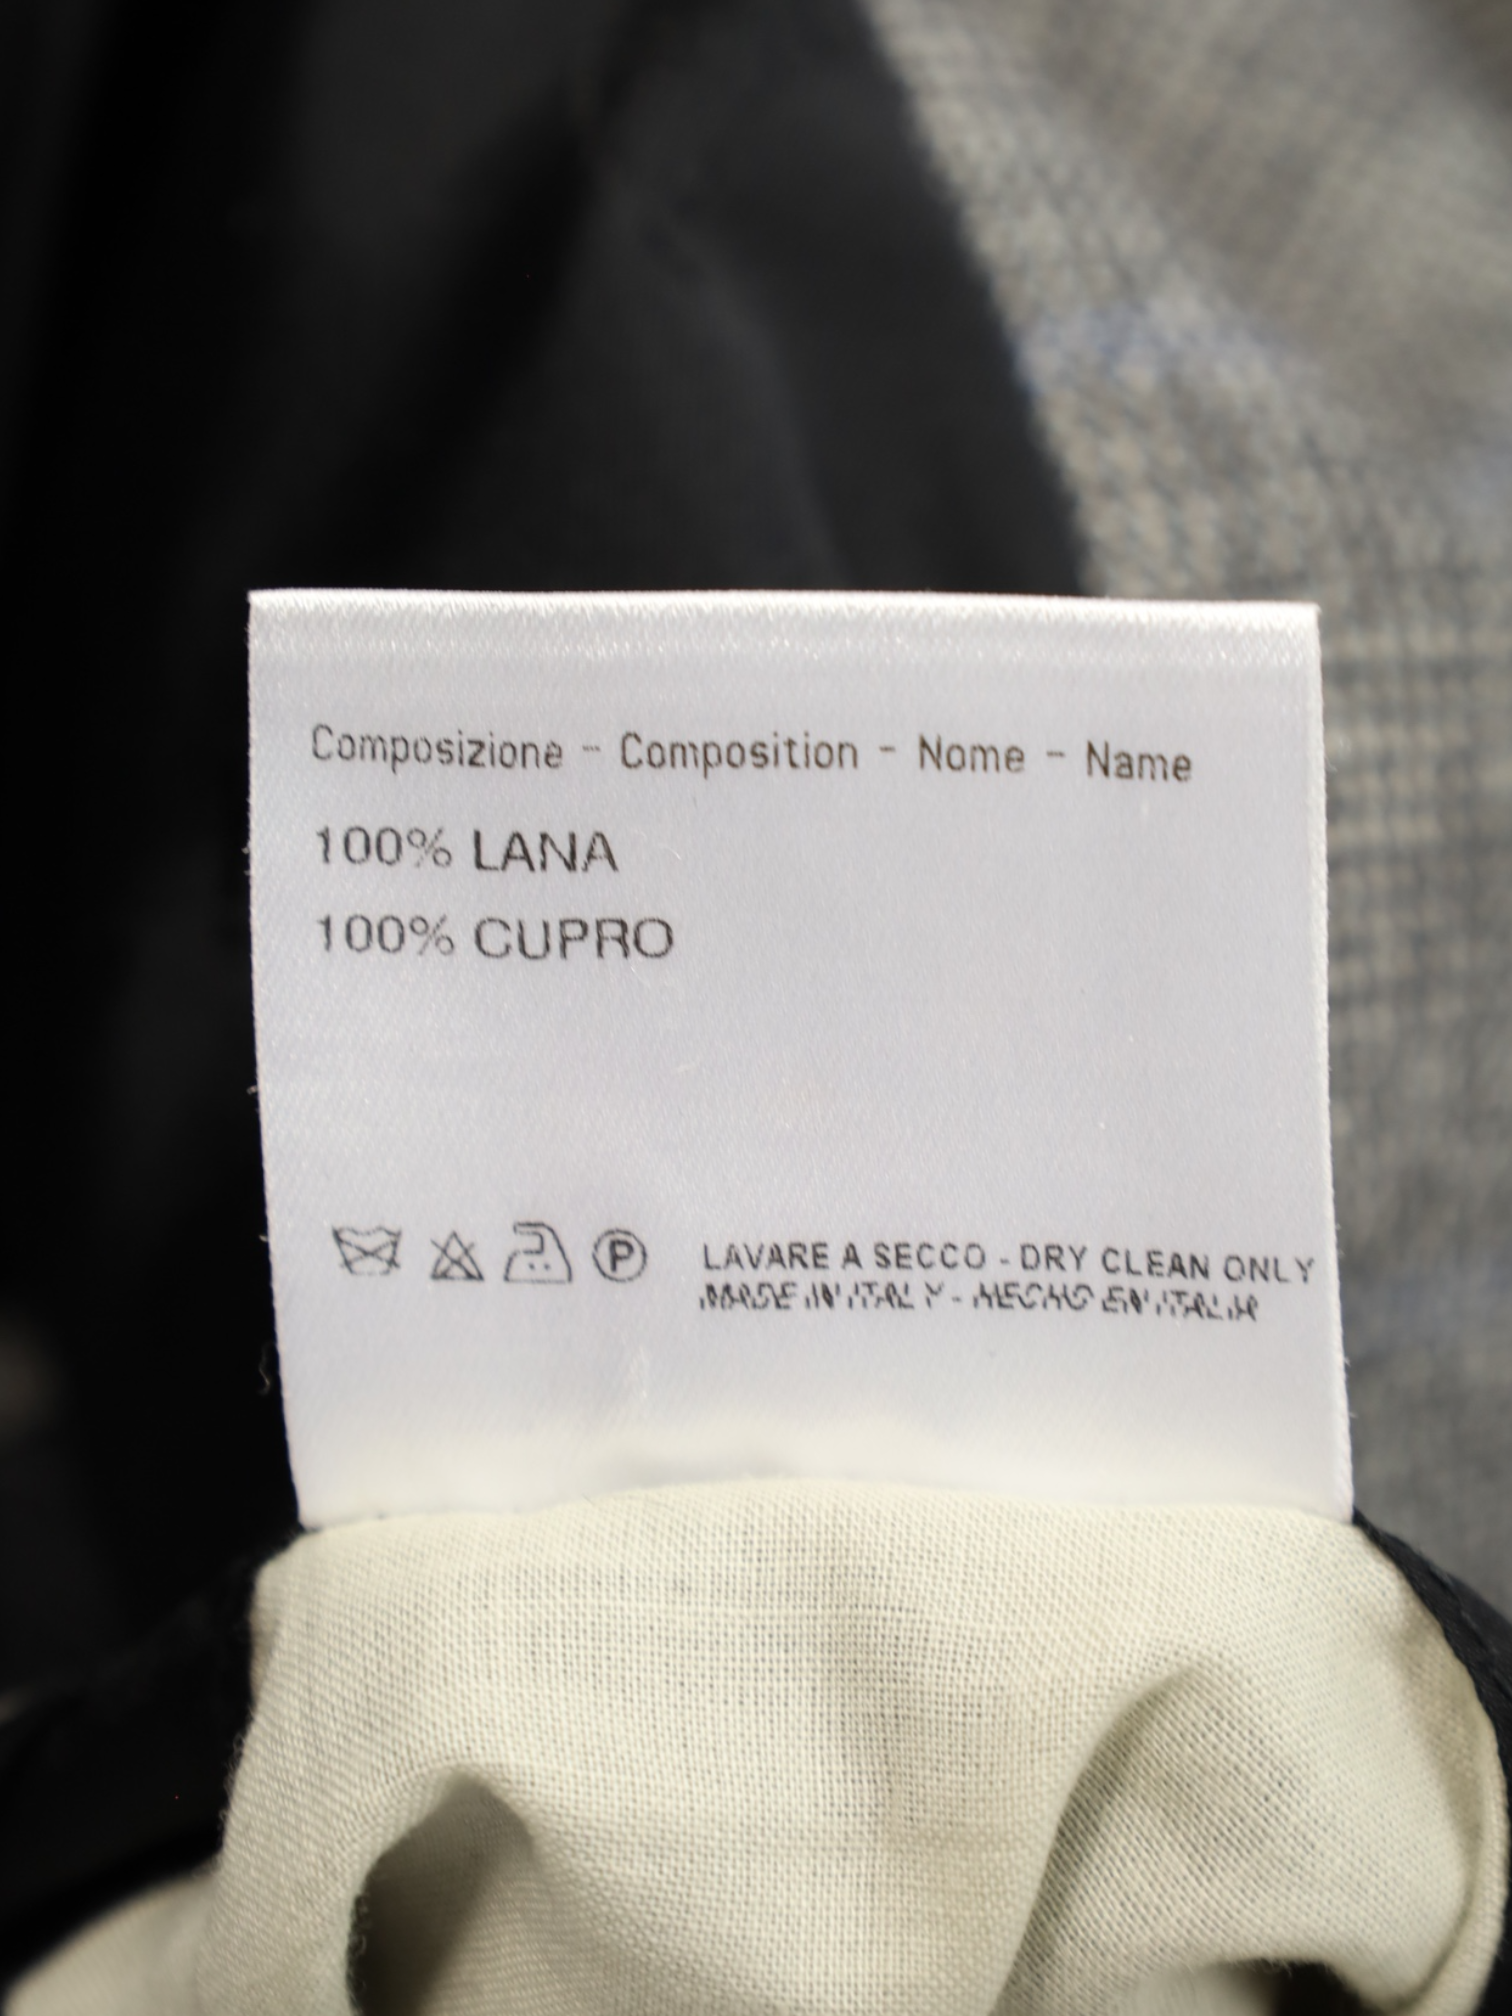 Composizione - Composition - Nome - Name
100% LANA
100% CUPRO
P LAVARE A SECCO - DRY CLEAN ONLY
MADE IN ITALY - HECHO EN ITALIA